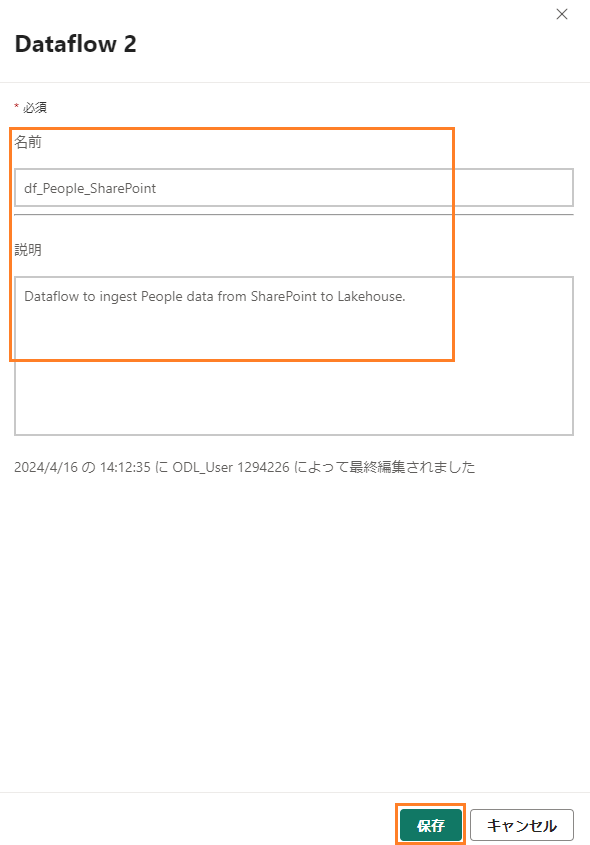 Dataflow 2
* 必須
名前
df_People_SharePoint
説明
Dataflow to ingest People data from SharePoint to Lakehouse.
2024/4/16 の 14:12:35 に ODL_User 1294226 によって最終編集されました
保存
キャンセル